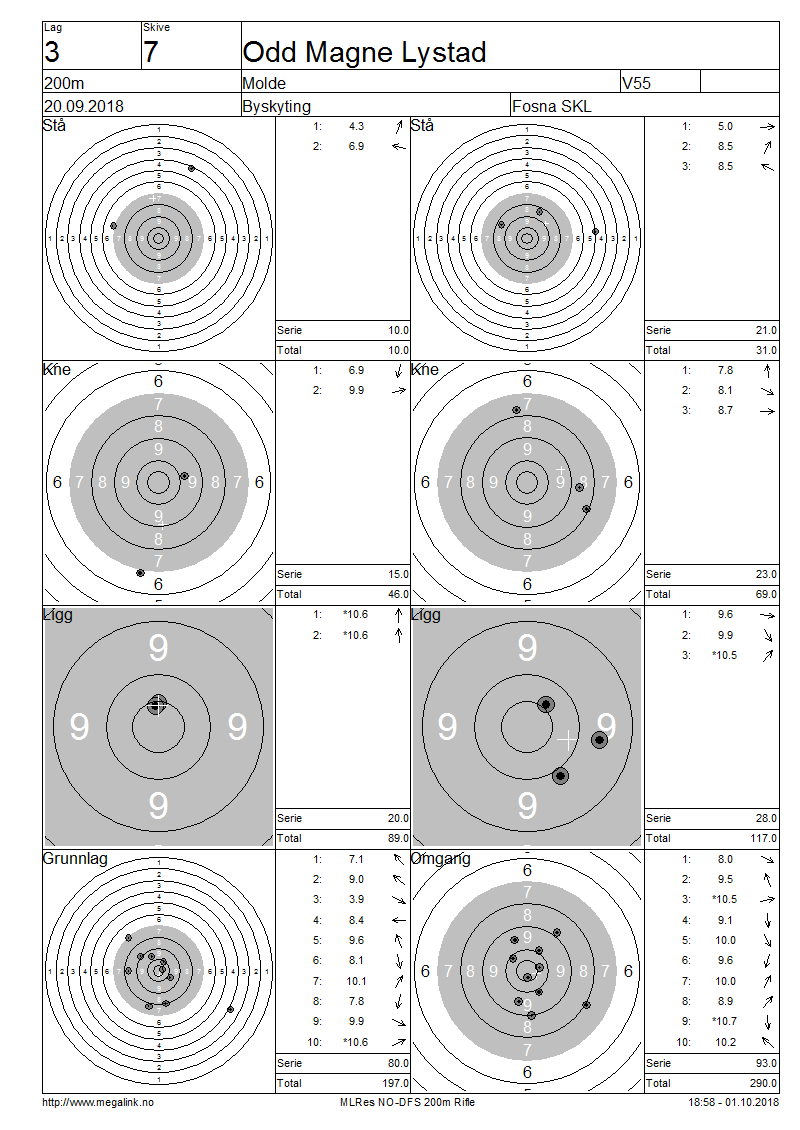 Lag Skive
3 7 Odd Magne Lystad
200m Molde V55
20.09.2018 Byskyting Fosna SKL
Stå
1: 4.3
2: 6.9
Serie 10.0
Total 10.0
Stå
1: 5.0
2: 8.5
3: 8.5
Serie 21.0
Total 31.0
Kne
1: 6.9
2: 9.9
Serie 15.0
Total 46.0
Kne
1: 7.8
2: 8.1
3: 8.7
Serie 23.0
Total 69.0
Ligg
1: *10.6
2: *10.6
Serie 20.0
Total 89.0
Ligg
1: 9.6
2: 9.9
3: *10.5
Serie 28.0
Total 117.0
Grunnlag
1: 7.1
2: 9.0
3: 3.9
4: 8.4
5: 9.6
6: 8.1
7: 10.1
8: 7.8
9: 9.9
10: *10.6
Serie 80.0
Total 197.0
Omgang
1: 8.0
2: 9.5
3: *10.5
4: 9.1
5: 10.0
6: 9.6
7: 10.0
8: 8.9
9: *10.7
10: 10.2
Serie 93.0
Total 290.0
http://www.megalink.no MLRes NO-DFS 200m Rifle 18:58 - 01.10.2018